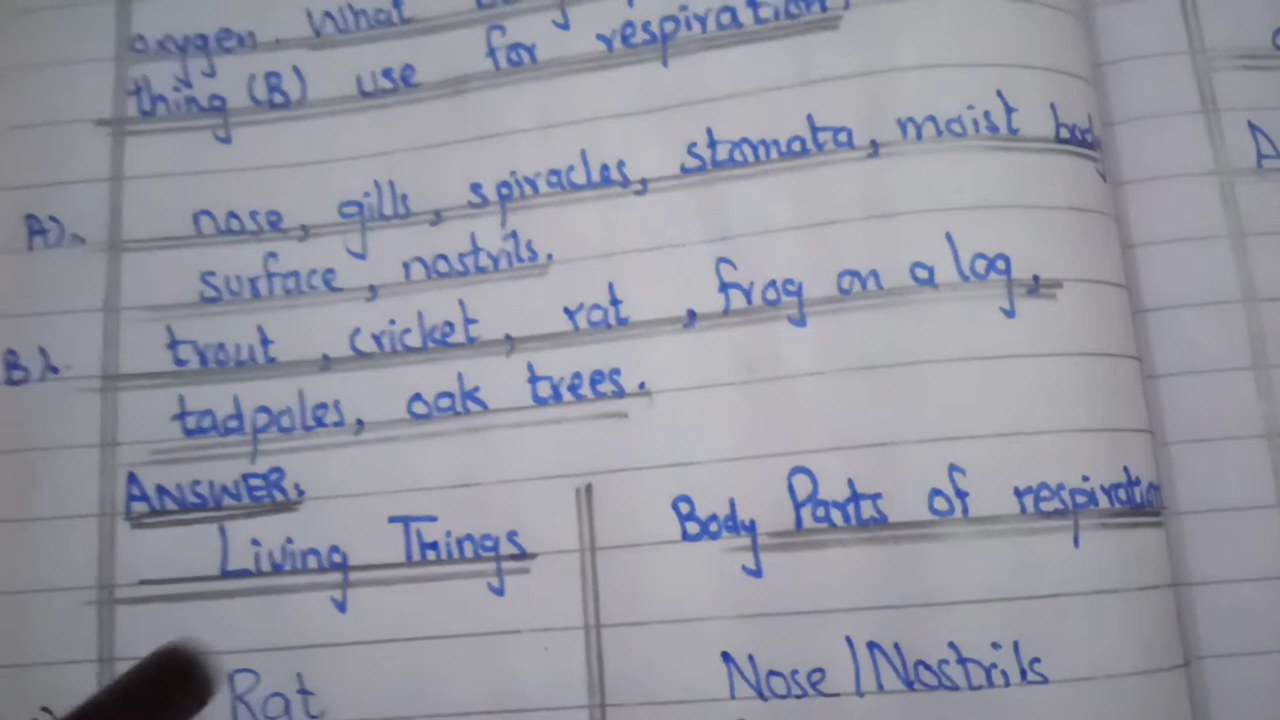 oxygen. What
thing (B) use for respiration.
A). nose, gills, spiracles, stomata, moist body
surface, nostrils.
B). trout, cricket, rat, frog on a log,
tadpoles, oak trees.
ANSWER:
Living Things Body Parts of respiration
Rat Nose/Nostrils